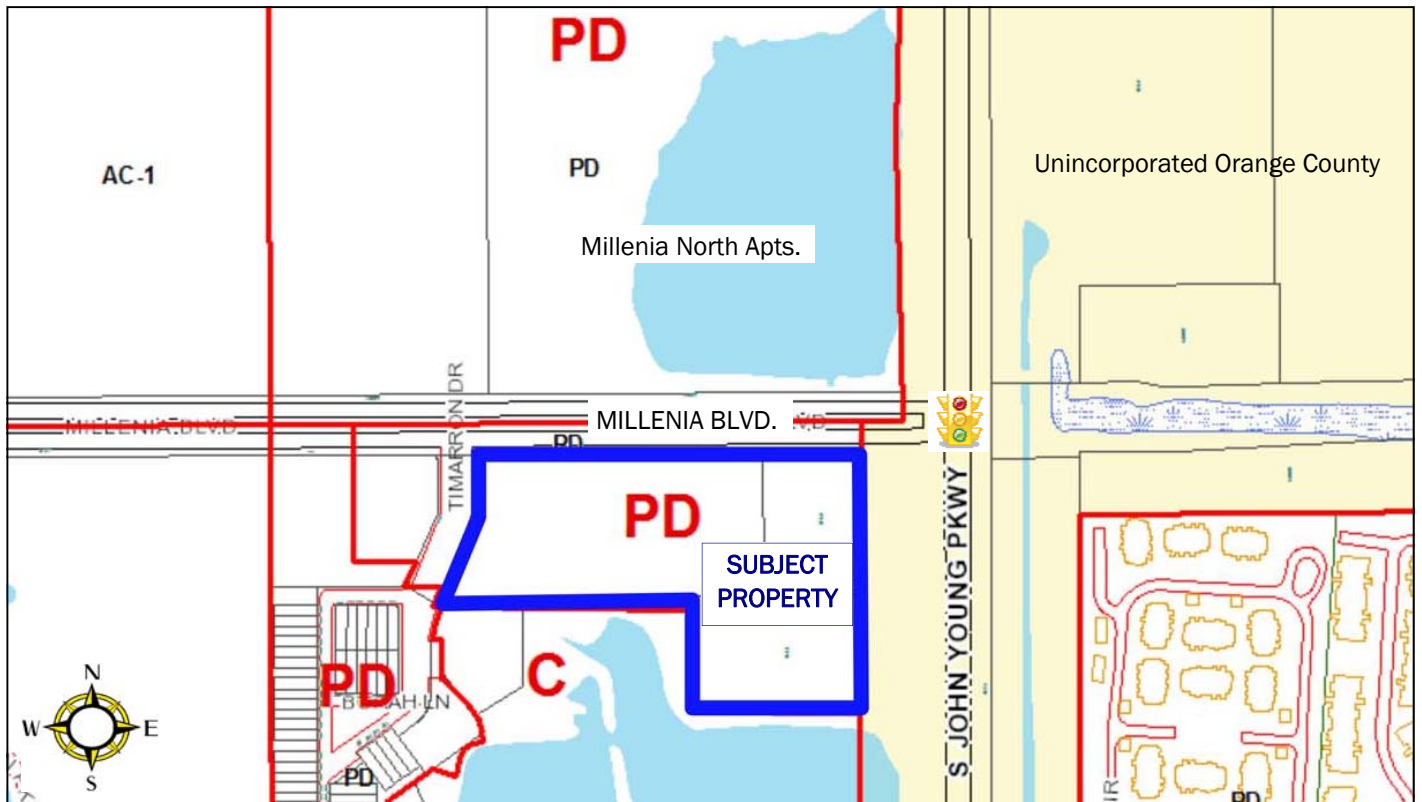 PD
Unincorporated Orange County
AC-1
PD
Millenia North Apts.
TIMARRON DR
MILLENIA BLVD.
MILLENIA BLVD
PD
PD
SUBJECT
PROPERTY
S JOHN YOUNG PKWY
C
PD
N
W
E
S
PD
PD